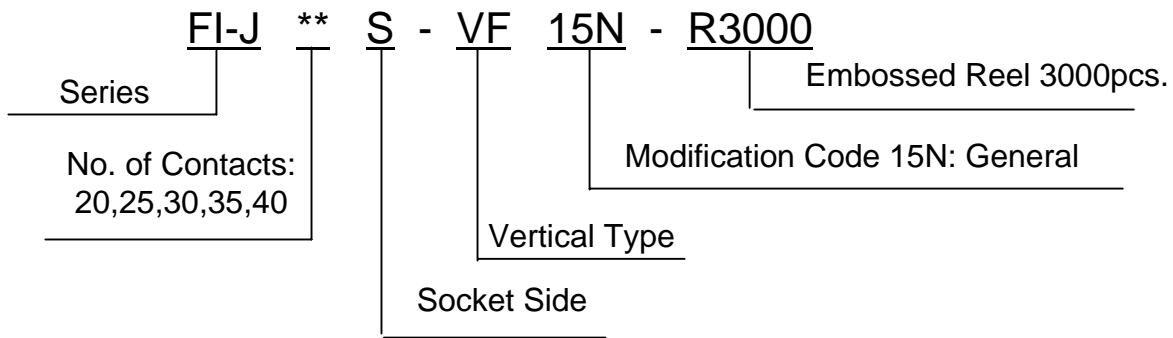 FI-J ** S - VF 15N - R3000
Embossed Reel 3000pcs.
Series
No. of Contacts:
20,25,30,35,40
Modification Code 15N: General
Vertical Type
Socket Side